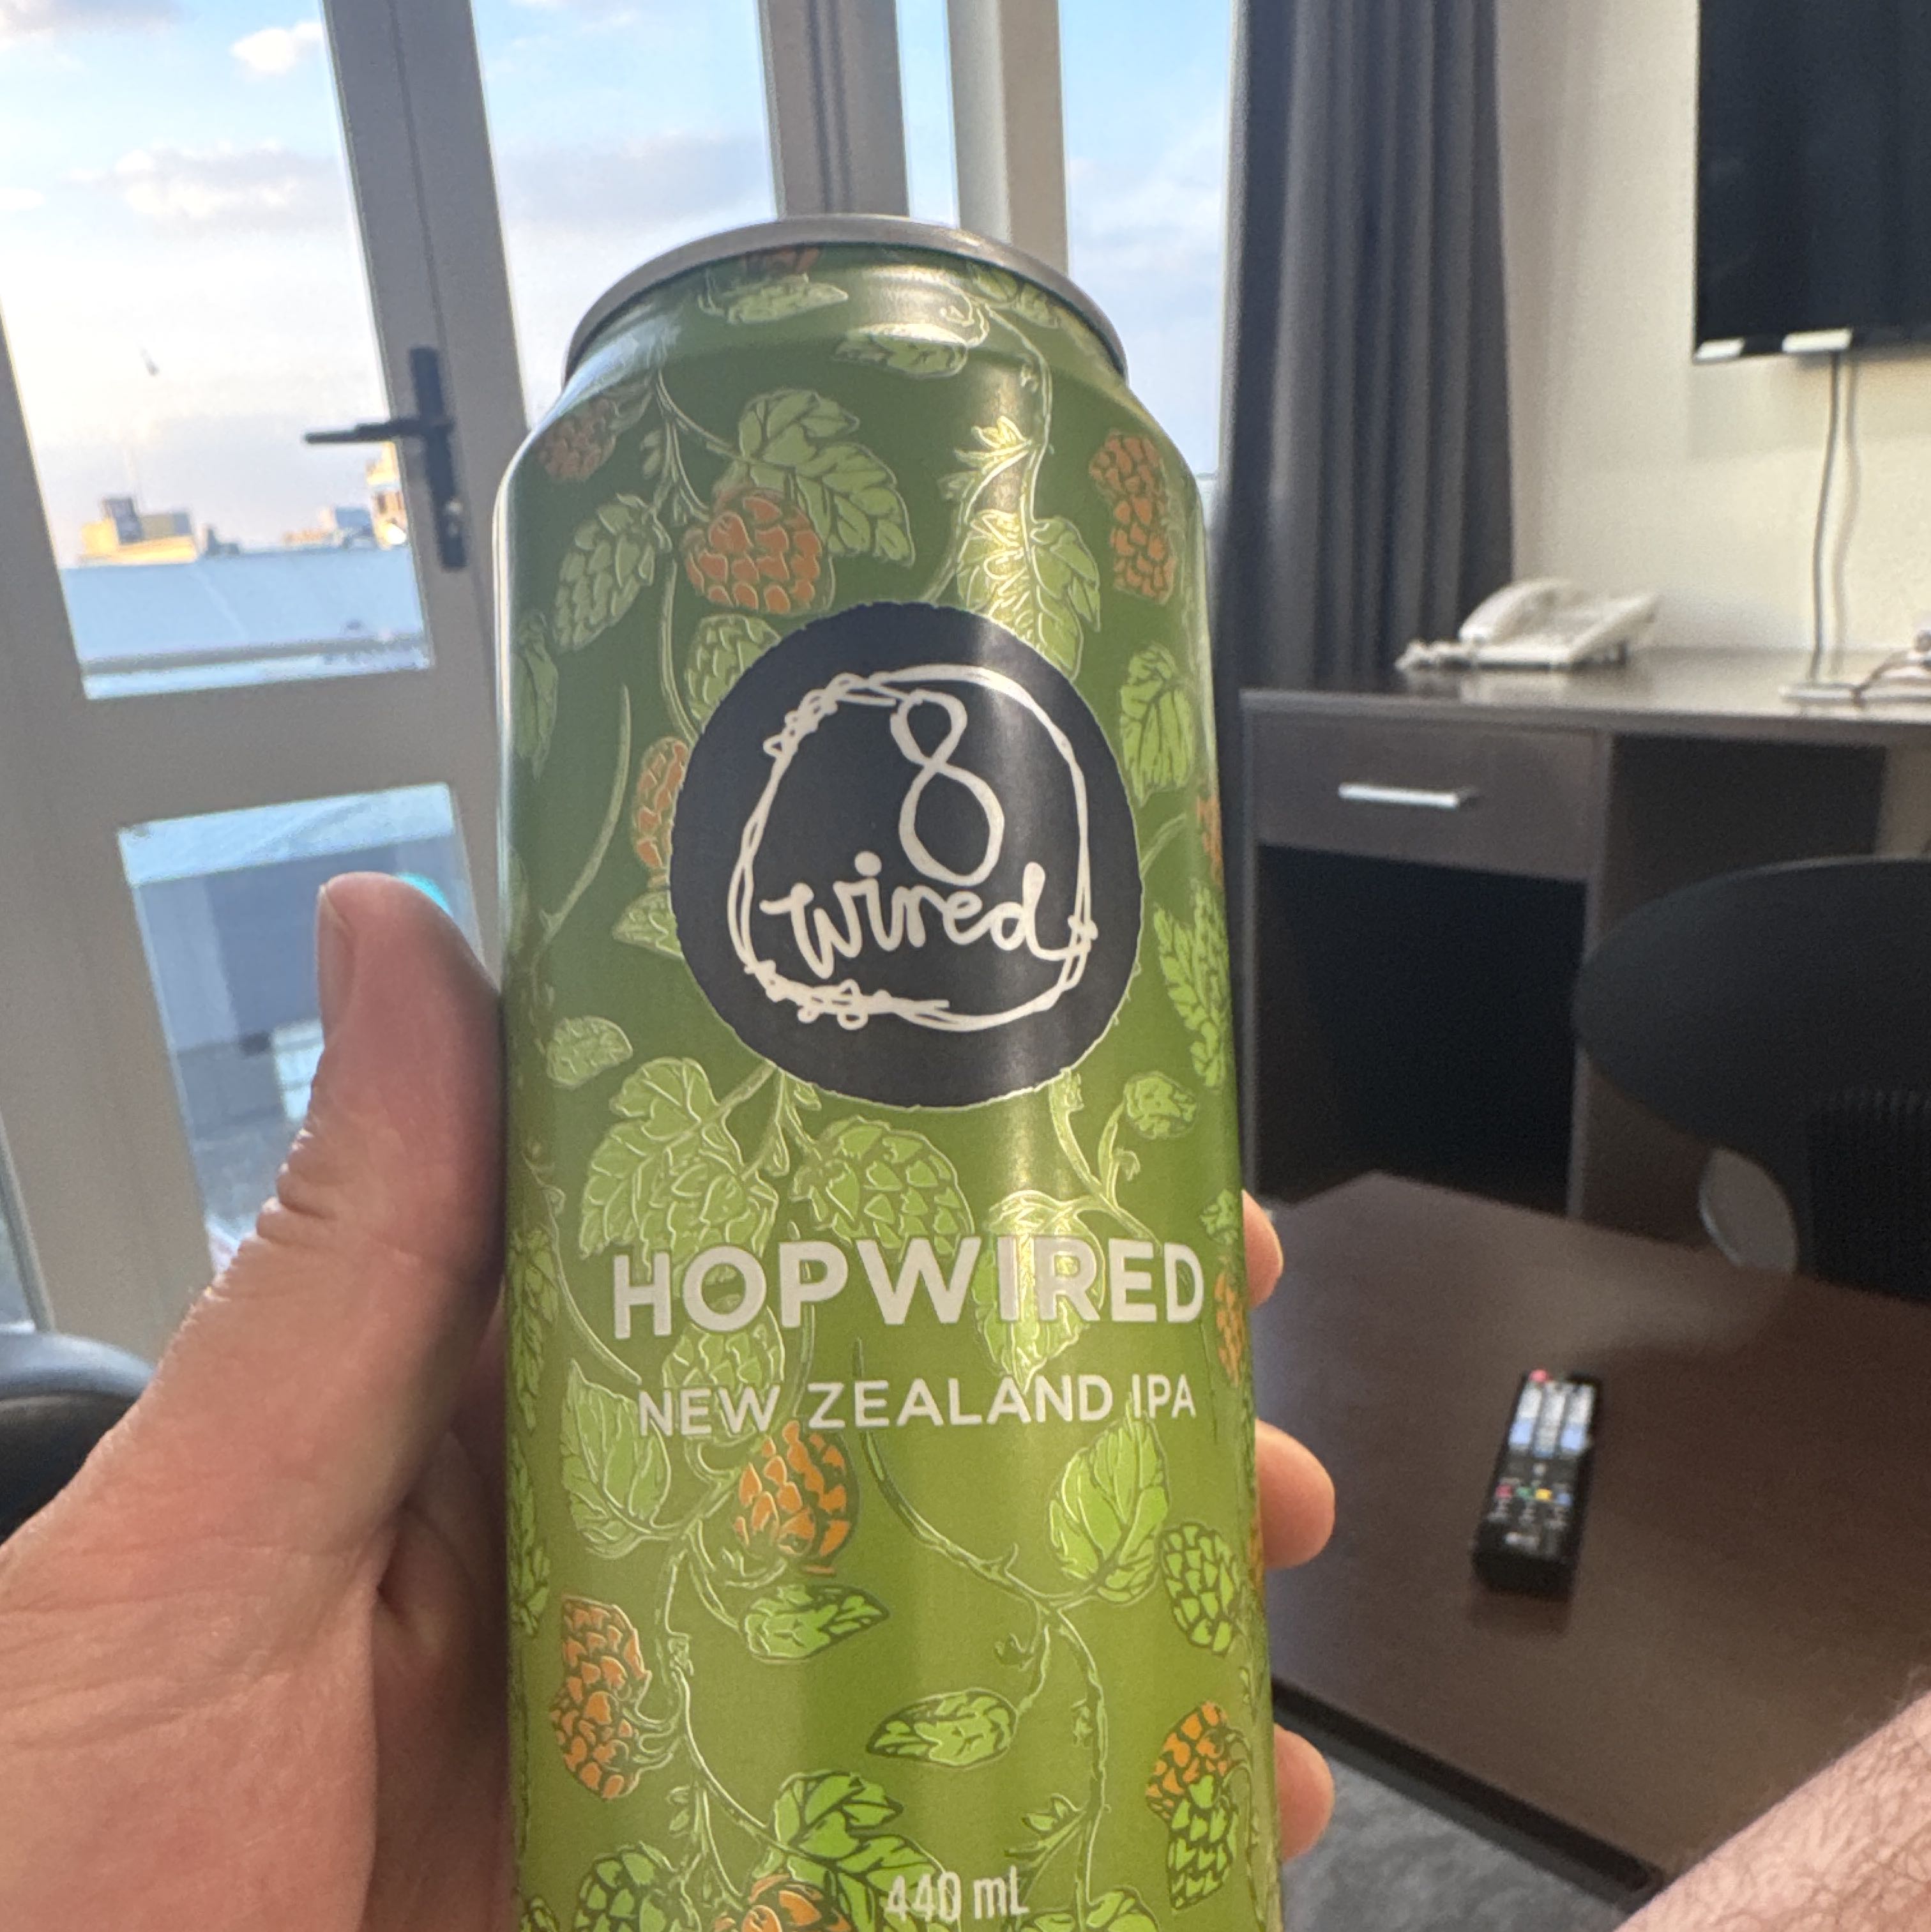 8
wired
HOPWIRED
NEW ZEALAND IPA
440 mL